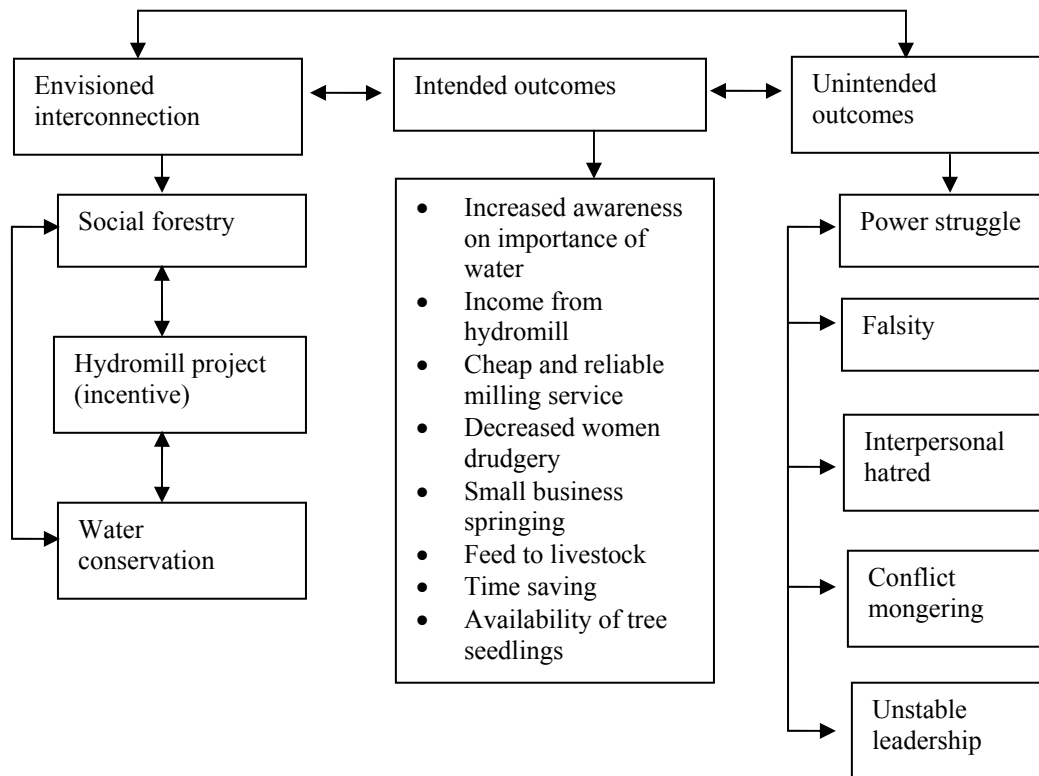 Envisioned
interconnection
Intended outcomes
Unintended
outcomes
Social forestry
Hydromill project
(incentive)
Water
conservation
• Increased awareness
on importance of
water
• Income from
hydromill
• Cheap and reliable
milling service
• Decreased women
drudgery
• Small business
springing
• Feed to livestock
• Time saving
• Availability of tree
seedlings
Power struggle
Falsity
Interpersonal
hatred
Conflict
mongering
Unstable
leadership